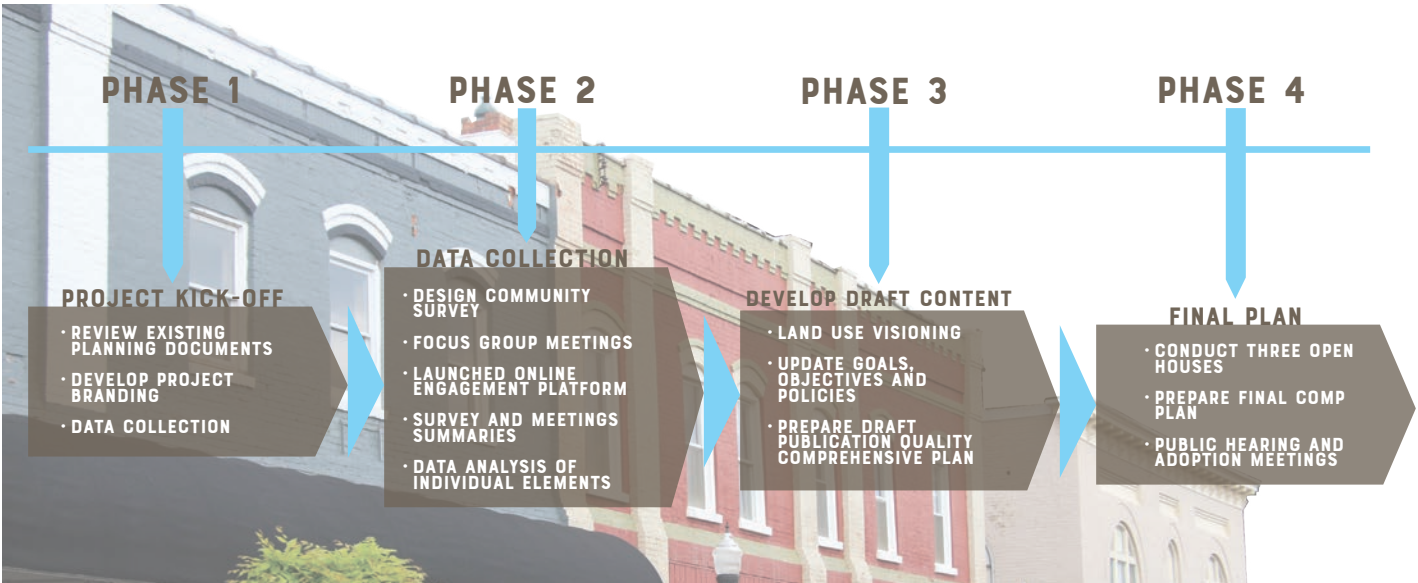 PHASE 1
PHASE 2
PHASE 3
PHASE 4
PROJECT KICK-OFF
· REVIEW EXISTING
PLANNING DOCUMENTS
· DEVELOP PROJECT
BRANDING
· DATA COLLECTION
DATA COLLECTION
· DESIGN COMMUNITY
SURVEY
· FOCUS GROUP MEETINGS
· LAUNCHED ONLINE
ENGAGEMENT PLATFORM
· SURVEY AND MEETINGS
SUMMARIES
· DATA ANALYSIS OF
INDIVIDUAL ELEMENTS
DEVELOP DRAFT CONTENT
· LAND USE VISIONING
· UPDATE GOALS,
OBJECTIVES AND
POLICIES
· PREPARE DRAFT
PUBLICATION QUALITY
COMPREHENSIVE PLAN
FINAL PLAN
· CONDUCT THREE OPEN
HOUSES
· PREPARE FINAL COMP
PLAN
· PUBLIC HEARING AND
ADOPTION MEETINGS